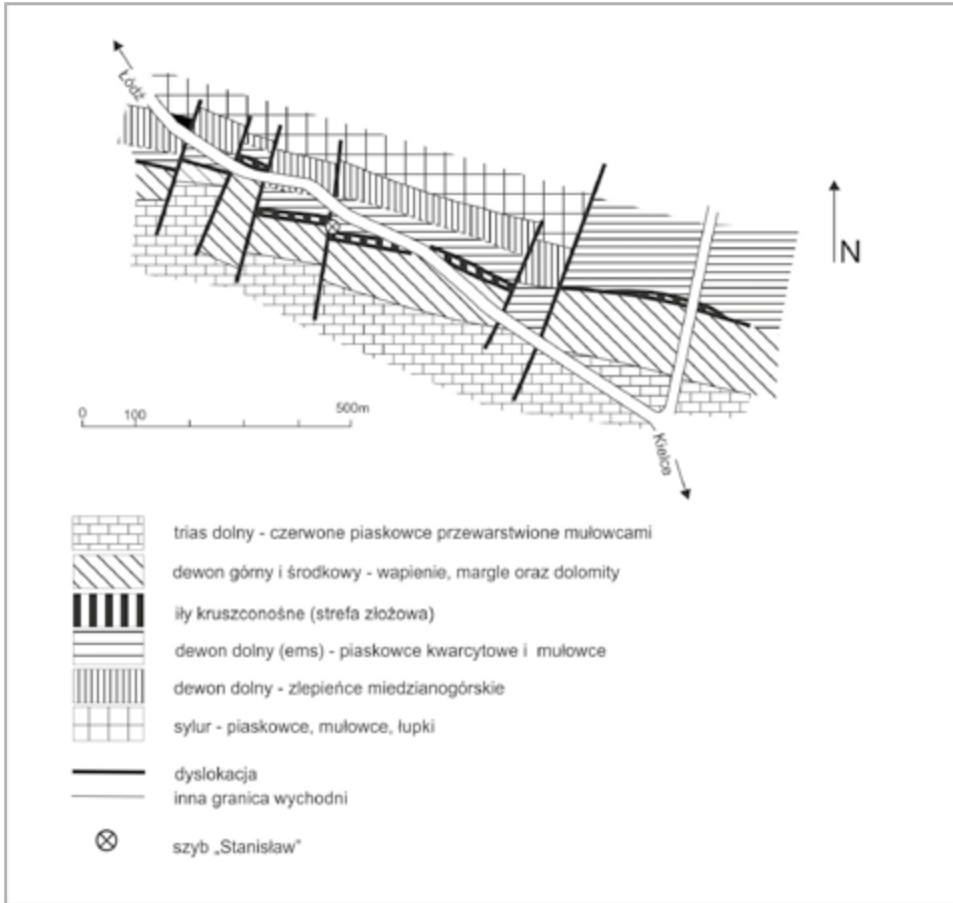 Łódź
N
0 100 500m
Kielce
trias dolny - czerwone piaskowce przewarstwione mułowcami
dewon górny i środkowy - wapienie, margle oraz dolomity
iły kruszconośne (strefa złożowa)
dewon dolny (ems) - piaskowce kwarcytowe i mułowce
dewon dolny - zlepieńce miedzianogórskie
sylur - piaskowce, mułowce, łupki
dyslokacja
inna granica wychodni
szyb „Stanisław”